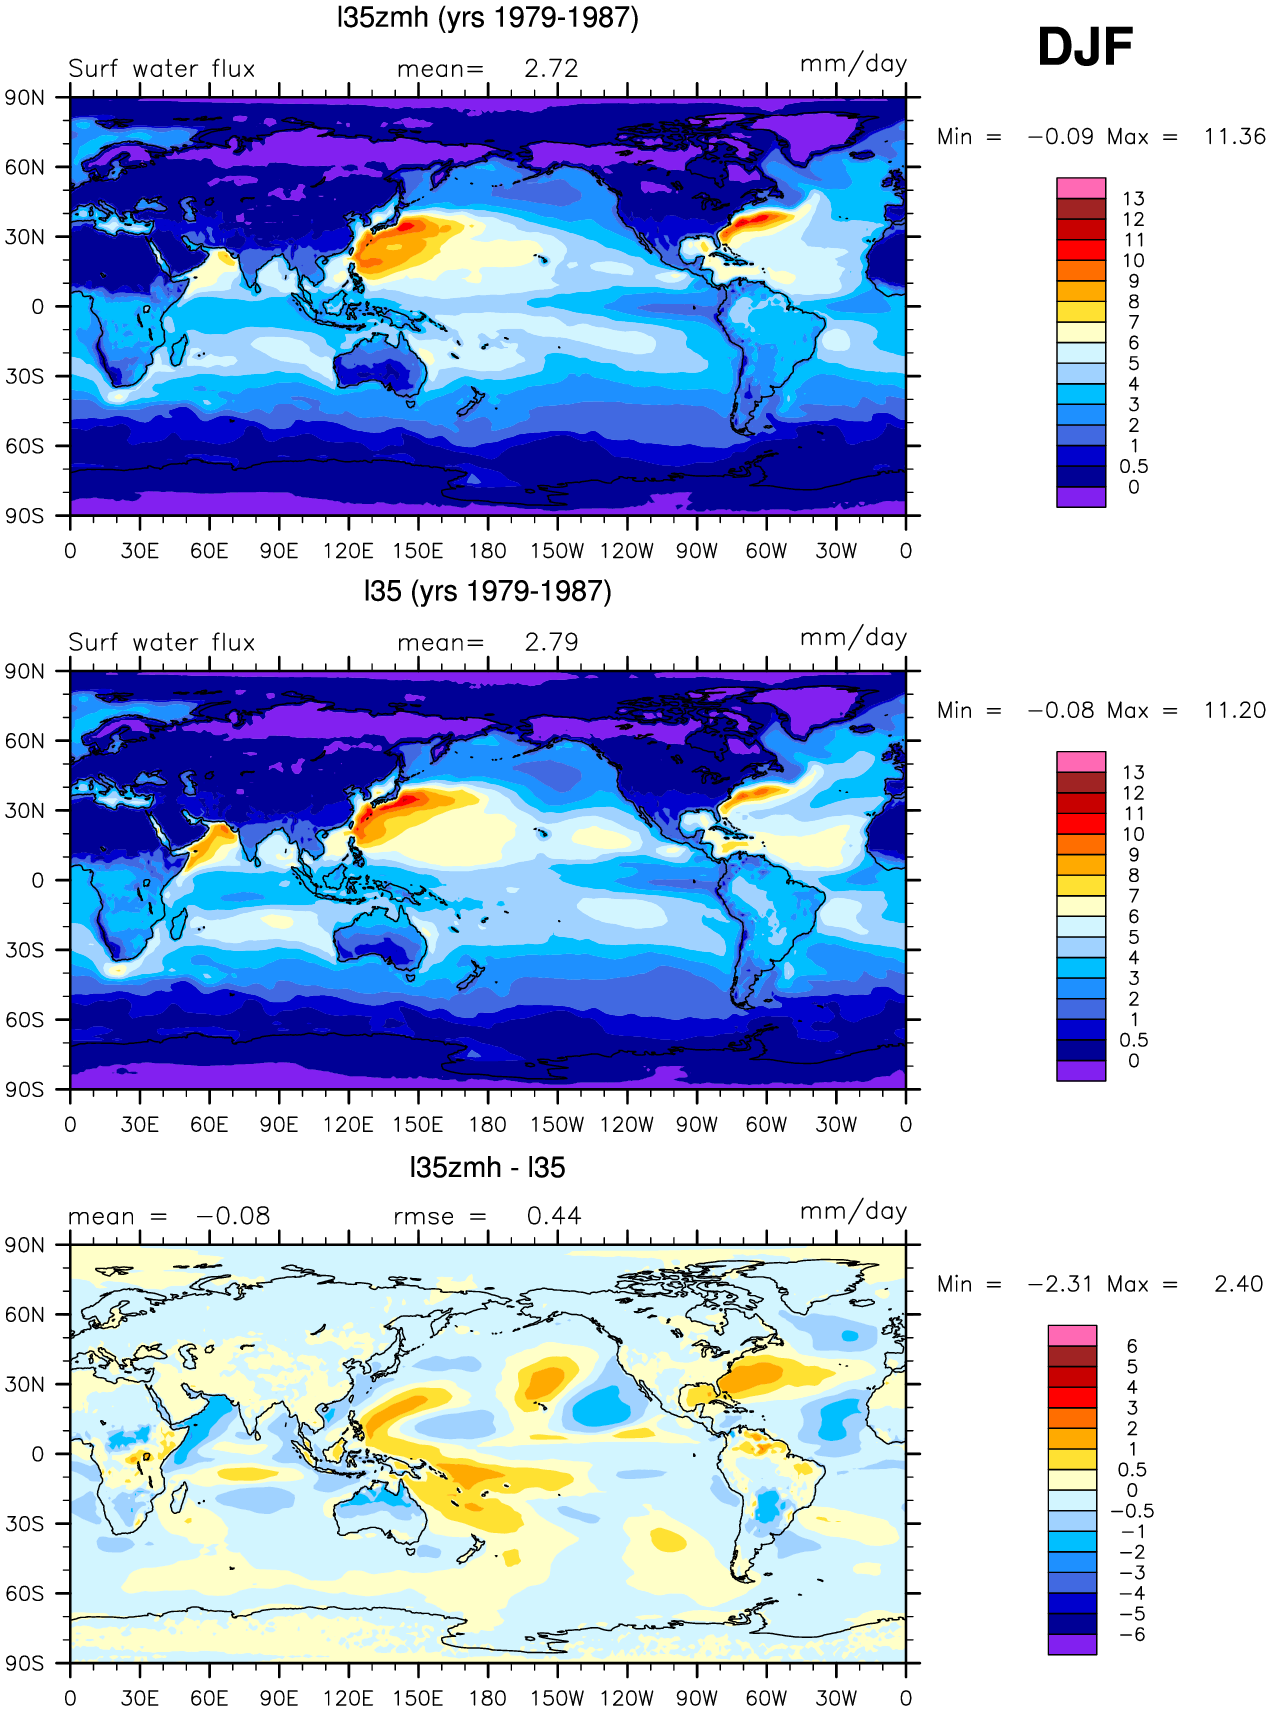 l35zmh (yrs 1979-1987)
DJF
Surf water flux mean= 2.72 mm/day
Min = −0.09 Max = 11.36
90N
60N
30N
0
30S
60S
90S
0 30E 60E 90E 120E 150E 180 150W 120W 90W 60W 30W 0
13
12
11
10
9
8
7
6
5
4
3
2
1
0.5
0
l35 (yrs 1979-1987)
Surf water flux mean= 2.79 mm/day
Min = −0.08 Max = 11.20
90N
60N
30N
0
30S
60S
90S
0 30E 60E 90E 120E 150E 180 150W 120W 90W 60W 30W 0
13
12
11
10
9
8
7
6
5
4
3
2
1
0.5
0
l35zmh - l35
mean = −0.08 rmse = 0.44 mm/day
Min = −2.31 Max = 2.40
90N
60N
30N
0
30S
60S
90S
0 30E 60E 90E 120E 150E 180 150W 120W 90W 60W 30W 0
6
5
4
3
2
1
0.5
0
−0.5
−1
−2
−3
−4
−5
−6